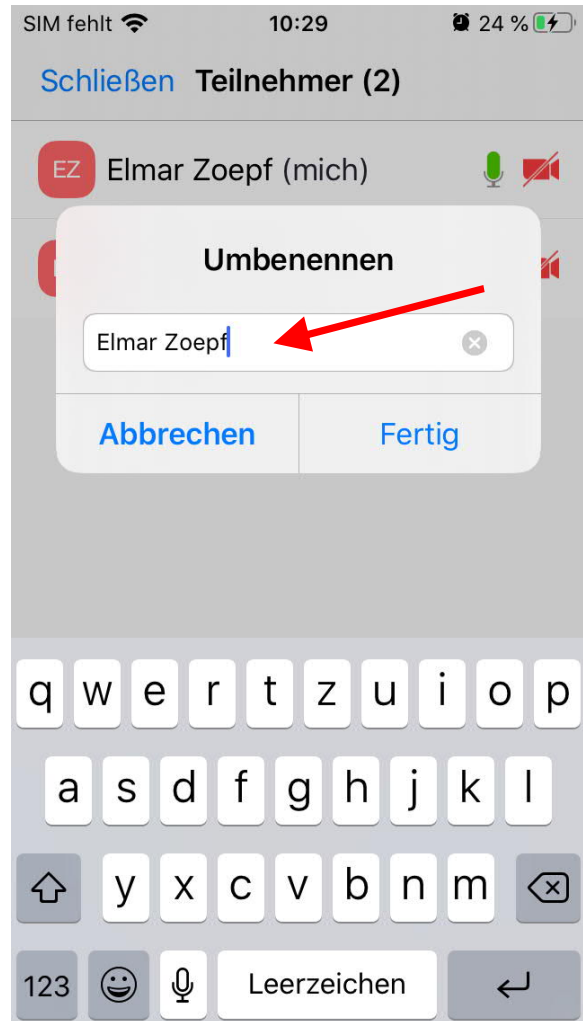 SIM fehlt 10:29 24 %
Schließen Teilnehmer (2)
EZ Elmar Zoepf (mich)
Umbenennen
Elmar Zoepf
Abbrechen Fertig
q w e r t z u i o p
a s d f g h j k l
y x c v b n m
123 Leerzeichen